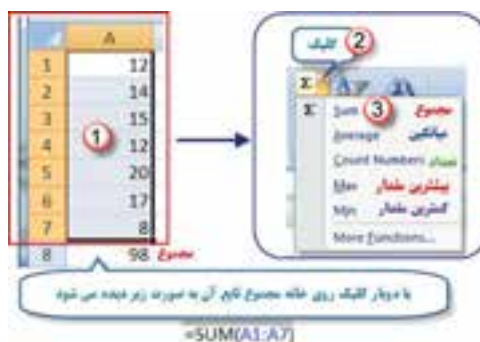 A
1 12
2 14
3 15
4 12
5 20
6 17
7 8
8 98 مجموع
1
کلیک 2
Σ
Σ Sum 3 مجموع
Average میانگین
Count Numbers تعداد
Max بیشترین مقدار
Min کمترین مقدار
More Functions...
با دوبار کلیک روی خانه مجموع تابع آن به صورت زیر دیده می شود
=SUM(A1:A7)